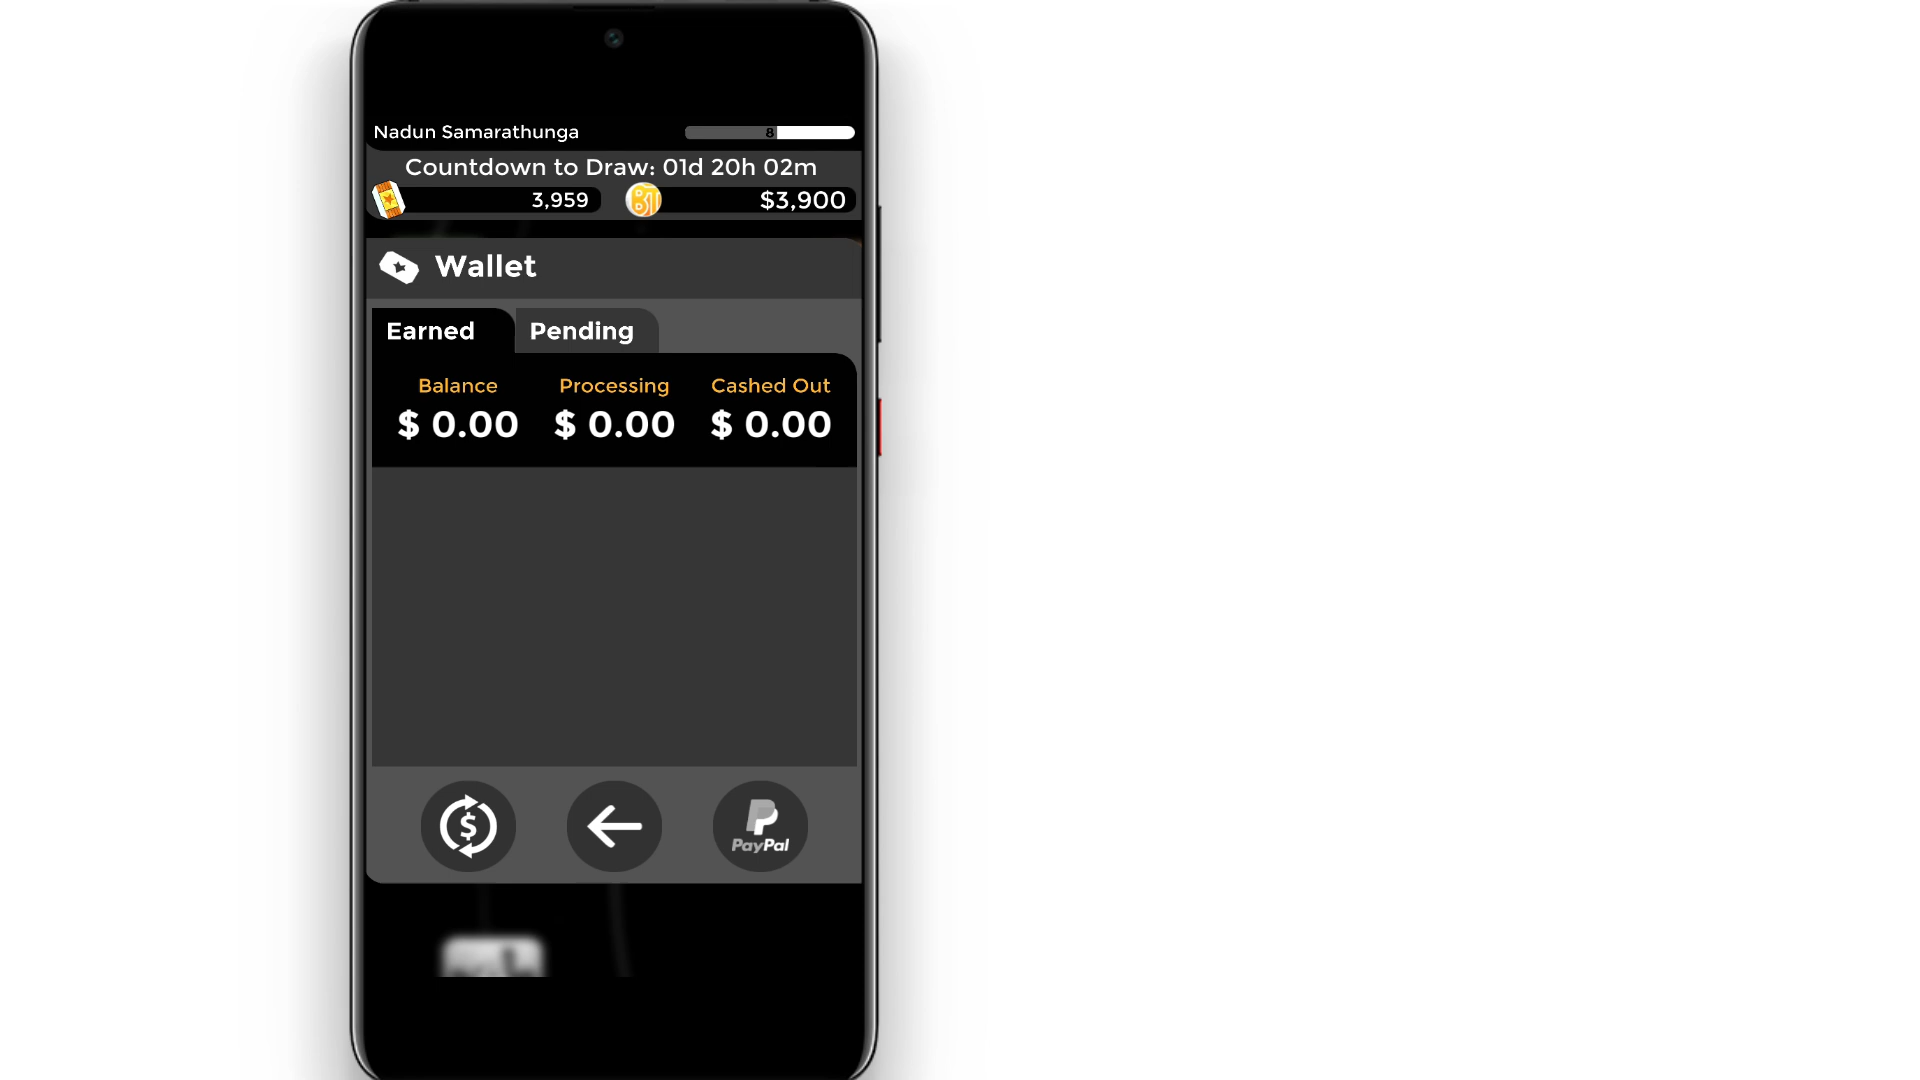 Nadun Samarathunga
8
Countdown to Draw: 01d 20h 02m
3,959
$3,900
Wallet
Earned
Pending
Balance
Processing
Cashed Out
$ 0.00
$ 0.00
$ 0.00
PayPal